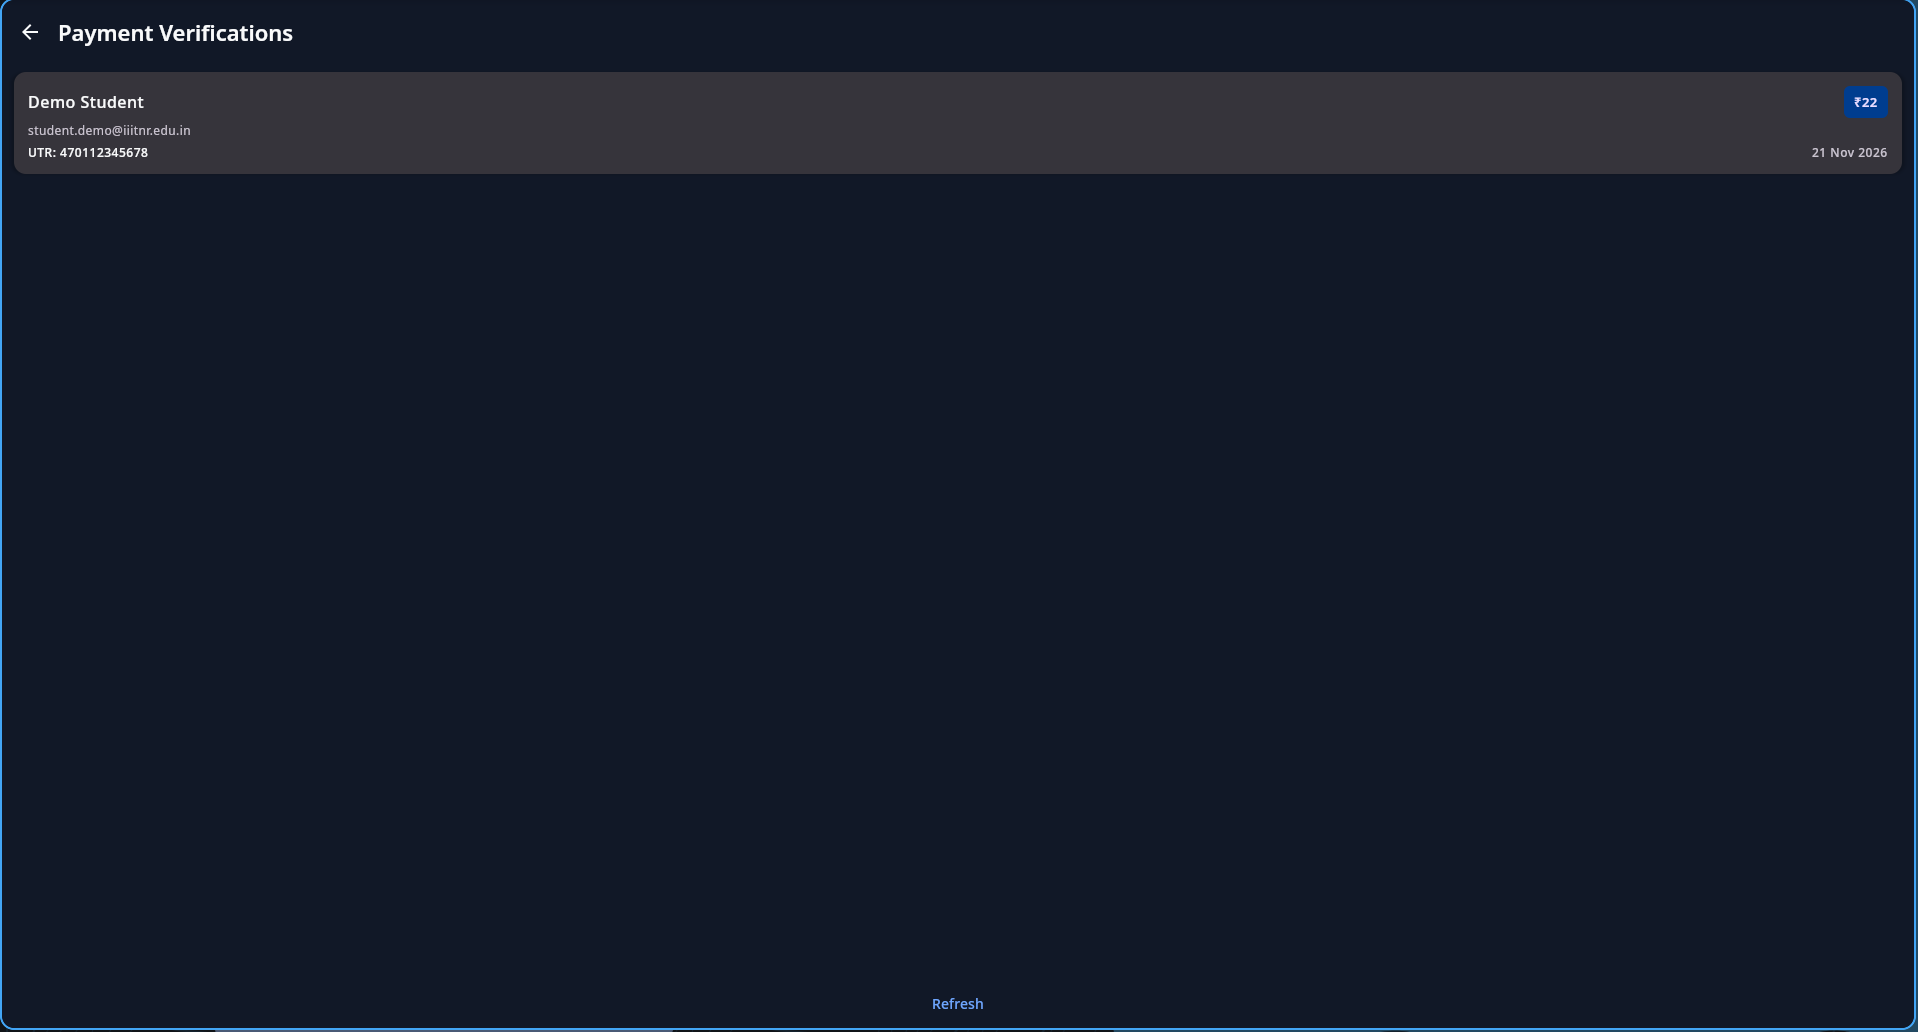 Payment Verifications
Demo Student
₹22
student.demo@iiitnr.edu.in
UTR: 470112345678
21 Nov 2026
Refresh